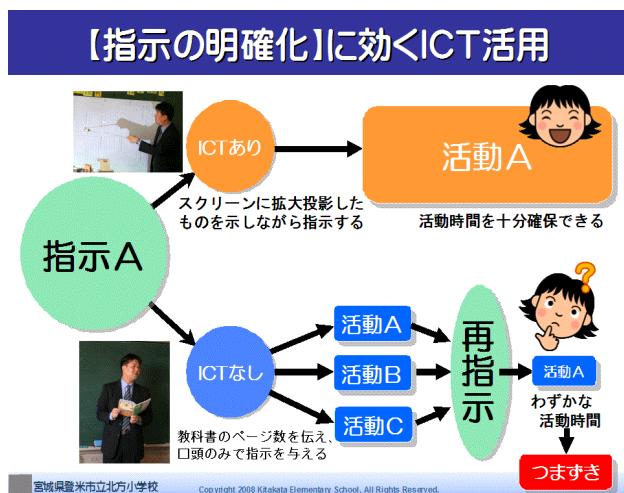 【指示の明確化】に効くICT活用
ICTあり
活動A
スクリーンに拡大投影した
ものを示しながら指示する
活動時間を十分確保できる
指示A
ICTなし
活動A
活動B
活動C
再指示
?
活動A
わずかな
活動時間
教科書のページ数を伝え、
口頭のみで指示を与える
つまずき
宮城県登米市立北方小学校
Copyright 2008 Kitakata Elementary School, All Rights Reserved.